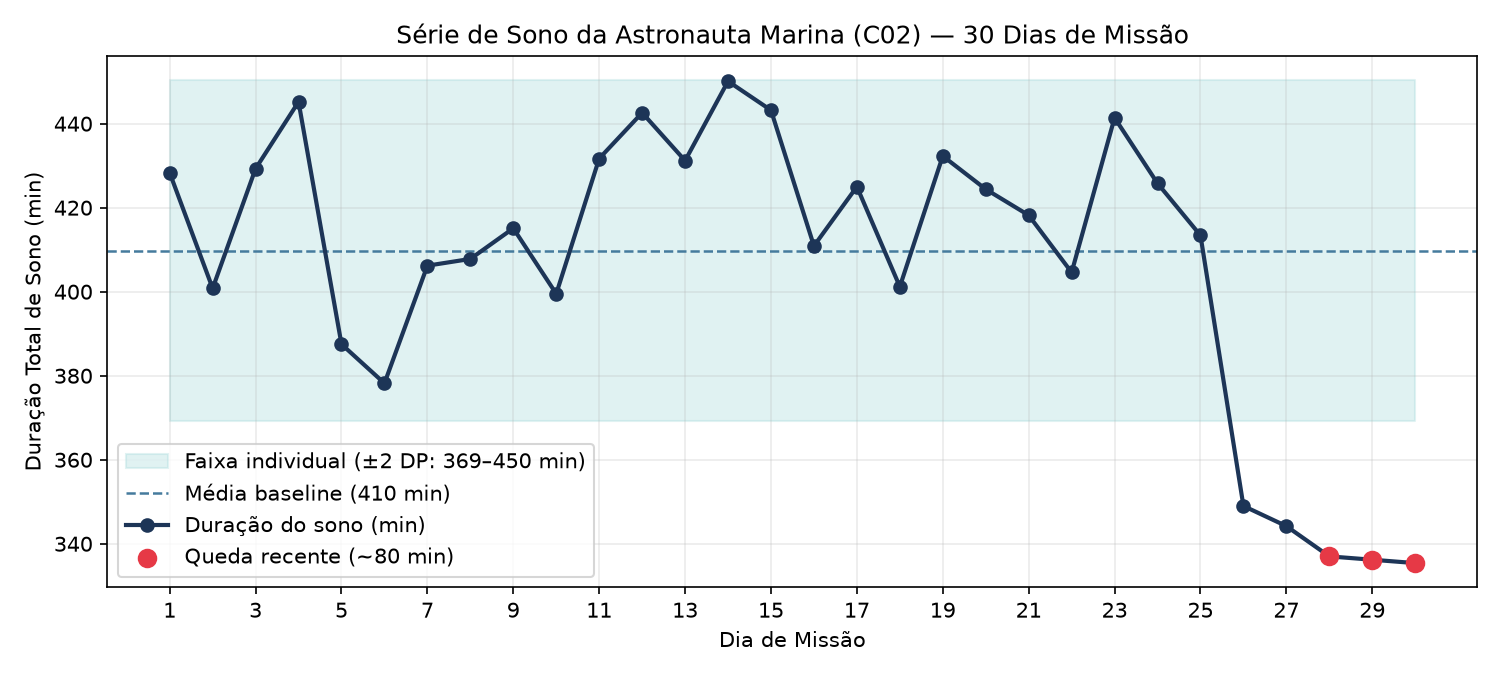 Série de Sono da Astronauta Marina (C02) — 30 Dias de Missão
Duração Total de Sono (min)
440
420
400
380
360
340
Faixa individual (±2 DP: 369–450 min)
Média baseline (410 min)
Duração do sono (min)
Queda recente (~80 min)
1 3 5 7 9 11 13 15 17 19 21 23 25 27 29
Dia de Missão